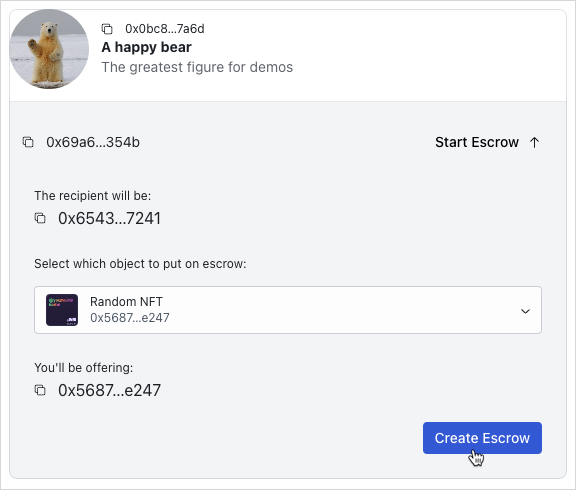 0x0bc8...7a6d
A happy bear
The greatest figure for demos
0x69a6...354b
Start Escrow ↑
The recipient will be:
0x6543...7241
Select which object to put on escrow:
Random NFT
0x5687...e247
You'll be offering:
0x5687...e247
Create Escrow